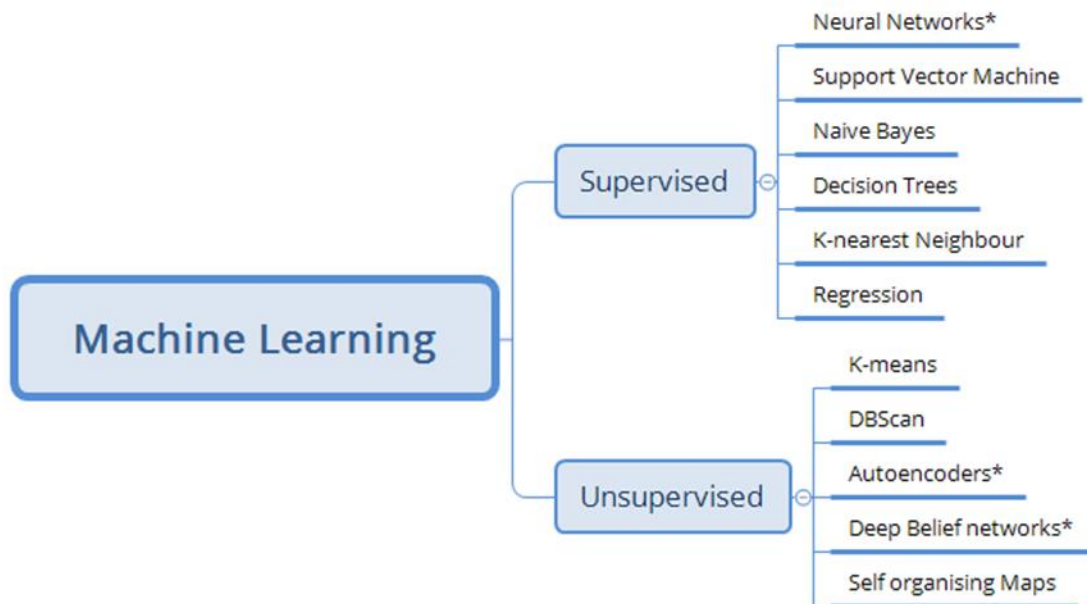 Machine Learning
Supervised
Neural Networks*
Support Vector Machine
Naive Bayes
Decision Trees
K-nearest Neighbour
Regression
Unsupervised
K-means
DBScan
Autoencoders*
Deep Belief networks*
Self organising Maps